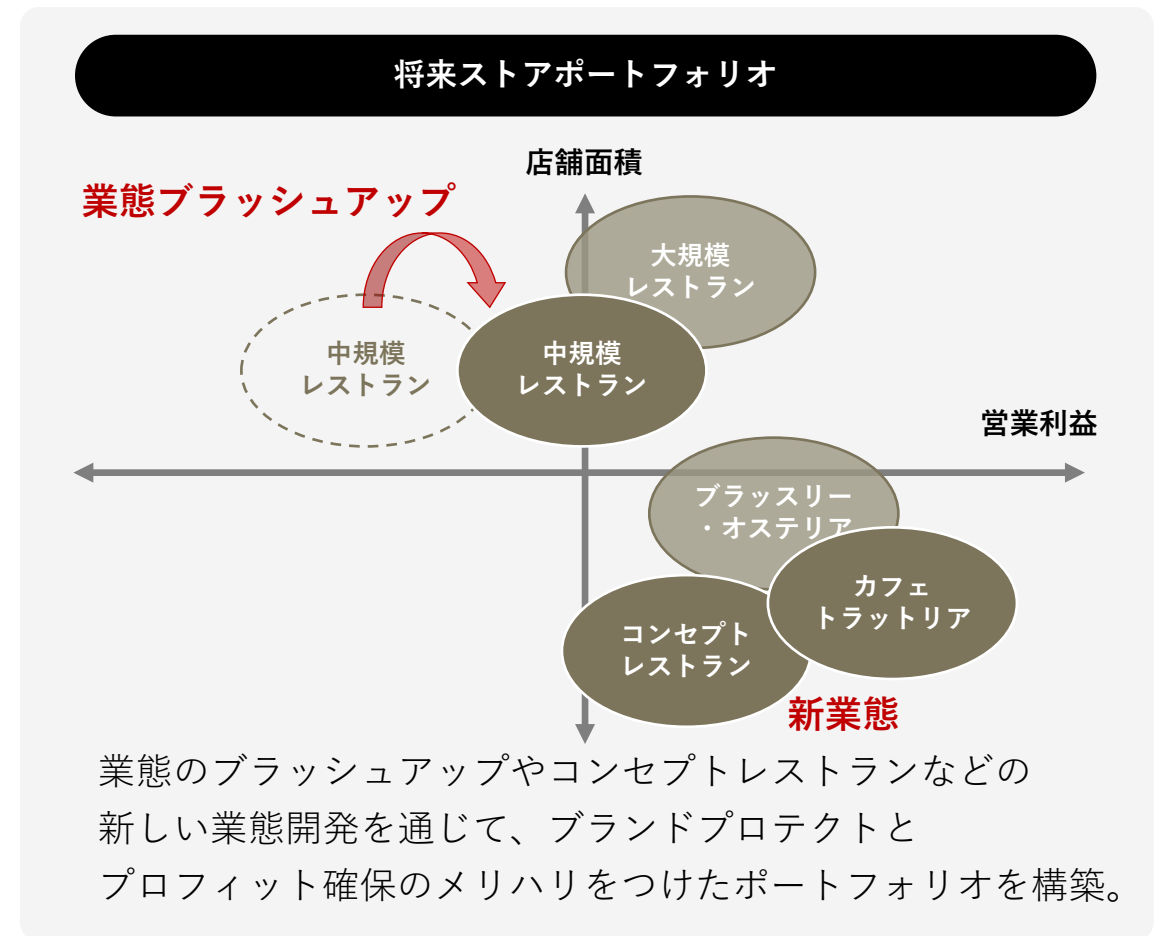 将来ストアポートフォリオ
店舗面積
業態ブラッシュアップ
大規模
レストラン
中規模
レストラン
中規模
レストラン
営業利益
ブラッスリー
・オステリア
カフェ
トラットリア
コンセプト
レストラン
新業態
業態のブラッシュアップやコンセプトレストランなどの
新しい業態開発を通じて、ブランドプロテクトと
プロフィット確保のメリハリをつけたポートフォリオを構築。